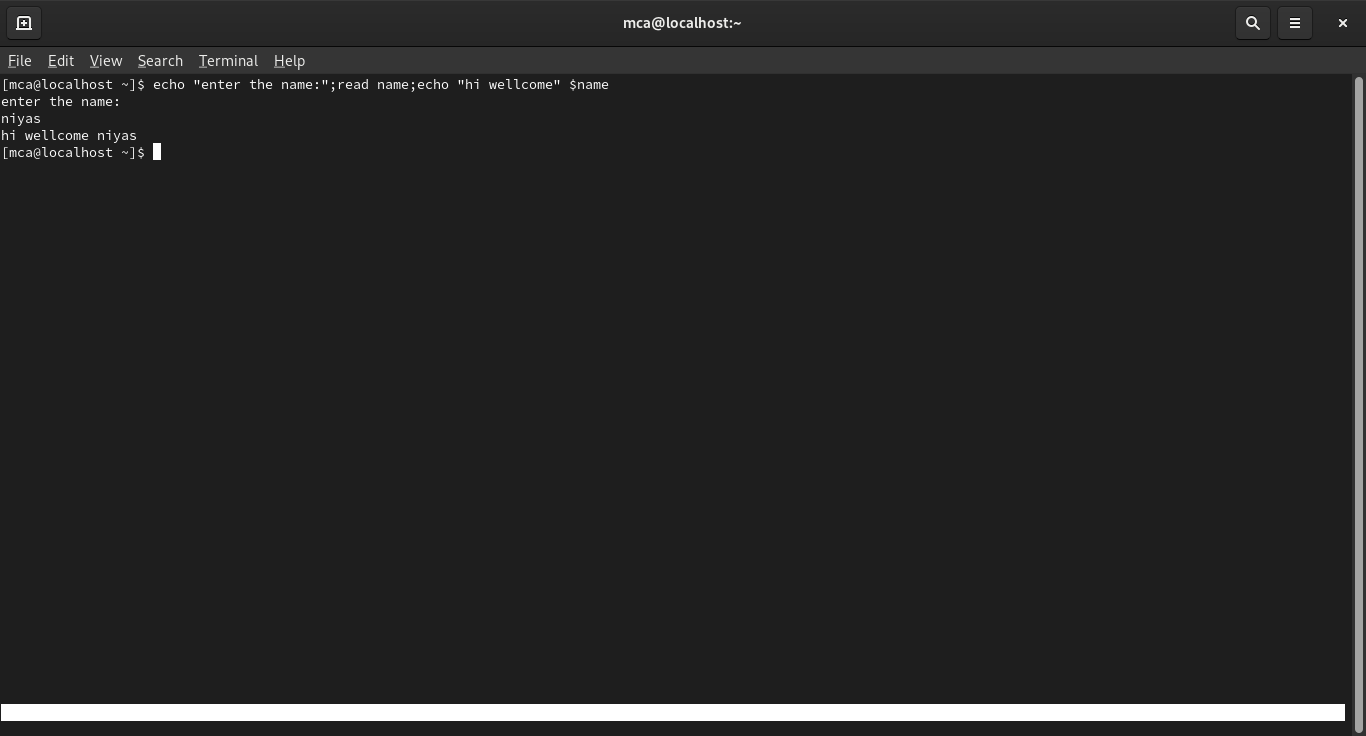 mca@localhost:~
File Edit View Search Terminal Help
[mca@localhost ~]$ echo "enter the name:";read name;echo "hi wellcome" $name
enter the name:
niyas
hi wellcome niyas
[mca@localhost ~]$